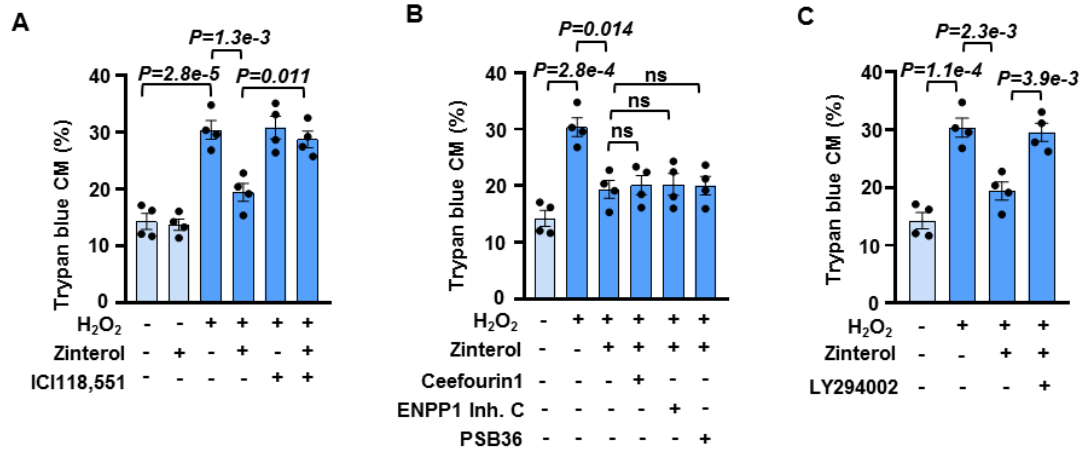 A
P=1.3e-3
P=2.8e-5
P=0.011
Trypan blue CM (%)
40
30
20
10
0
H₂O₂ - - + + + +
Zinterol - + - + - +
ICI118,551 - - - - + +
B
P=0.014
P=2.8e-4
ns
ns
ns
Trypan blue CM (%)
40
30
20
10
0
H₂O₂ - + + + + +
Zinterol - - + + + +
Ceefourin1 - - - + - -
ENPP1 Inh. C - - - - + -
PSB36 - - - - - +
C
P=2.3e-3
P=1.1e-4
P=3.9e-3
Trypan blue CM (%)
40
30
20
10
0
H₂O₂ - + + +
Zinterol - - + +
LY294002 - - - +